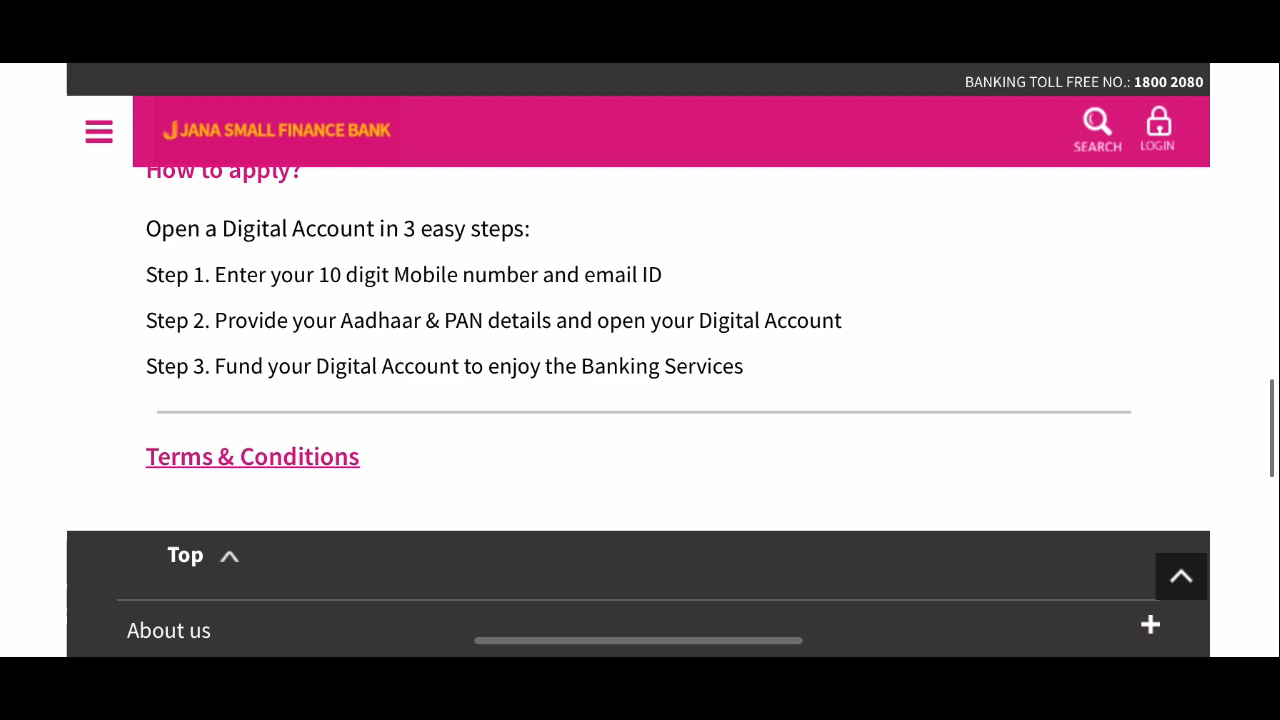 BANKING TOLL FREE NO.: 1800 2080
JANA SMALL FINANCE BANK
SEARCH
LOGIN
How to apply?
Open a Digital Account in 3 easy steps:
Step 1. Enter your 10 digit Mobile number and email ID
Step 2. Provide your Aadhaar & PAN details and open your Digital Account
Step 3. Fund your Digital Account to enjoy the Banking Services
Terms & Conditions
Top
About us